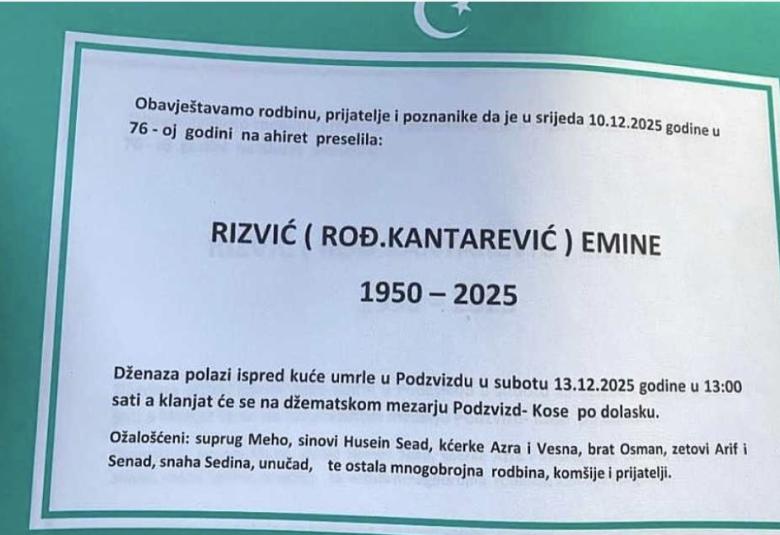 Obavještavamo rodbinu, prijatelje i poznanike da je u srijeda 10.12.2025 godine u
76 - oj godini na ahiret preselila:
RIZVIĆ ( ROĐ.KANTAREVIĆ ) EMINE
1950 – 2025
Dženaza polazi ispred kuće umrle u Podzvizdu u subotu 13.12.2025 godine u 13:00
sati a klanjat će se na džematskom mezarju Podzvizd- Kose po dolasku.
Ožalošćeni: suprug Meho, sinovi Husein Sead, kćerke Azra i Vesna, brat Osman, zetovi Arif i
Senad, snaha Sedina, unučad, te ostala mnogobrojna rodbina, komšije i prijatelji.